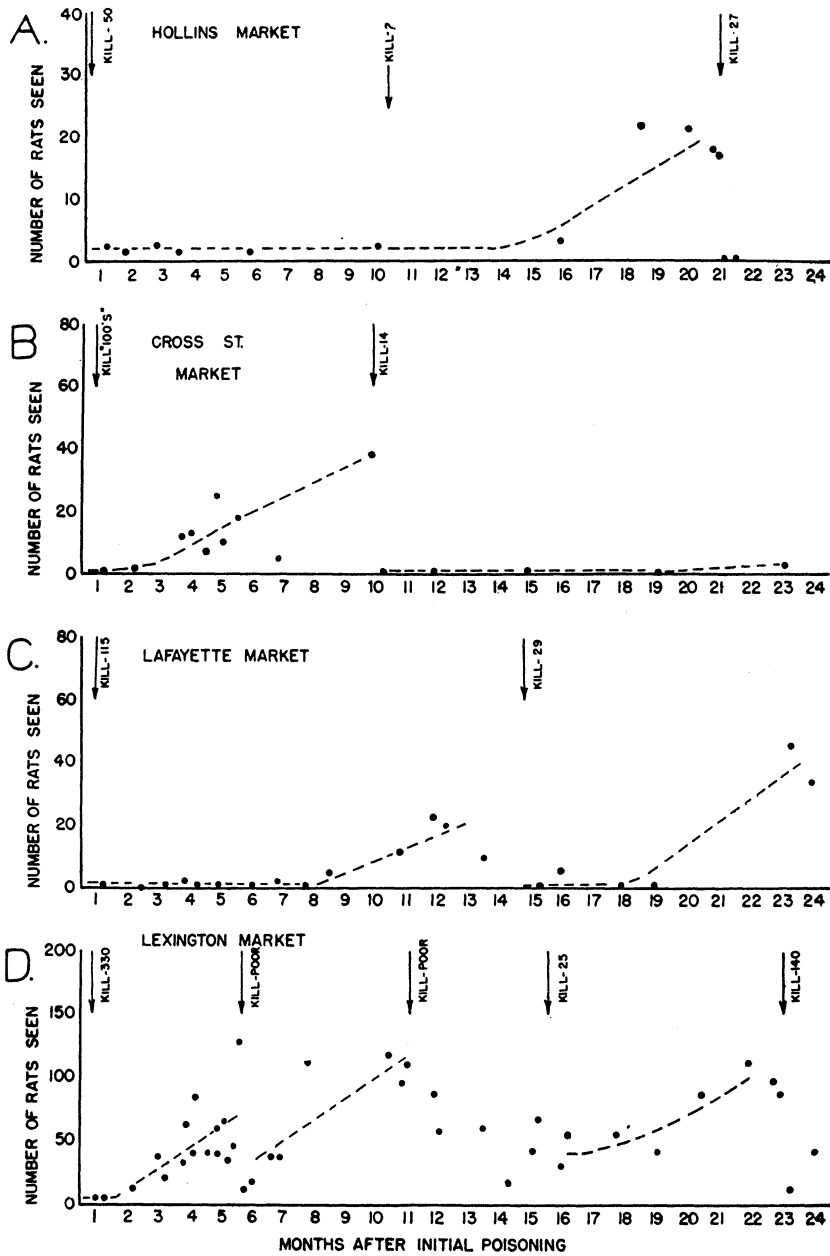 A.
HOLLINS MARKET
KILL-50
KILL-?
KILL-27
NUMBER OF RATS SEEN
40
30
20
10
0
1 2 3 4 5 6 7 8 9 10 11 12 13 14 15 16 17 18 19 20 21 22 23 24
B
CROSS ST.
MARKET
KILL"100'S"
KILL-14
NUMBER OF RATS SEEN
80
60
40
20
0
1 2 3 4 5 6 7 8 9 10 11 12 13 14 15 16 17 18 19 20 21 22 23 24
C.
LAFAYETTE MARKET
KILL-115
KILL-29
NUMBER OF RATS SEEN
80
60
40
20
0
1 2 3 4 5 6 7 8 9 10 11 12 13 14 15 16 17 18 19 20 21 22 23 24
D.
LEXINGTON MARKET
KILL-330
KILL-POOR
KILL-POOR
KILL-25
KILL-140
NUMBER OF RATS SEEN
200
150
100
50
0
1 2 3 4 5 6 7 8 9 10 11 12 13 14 15 16 17 18 19 20 21 22 23 24
MONTHS AFTER INITIAL POISONING